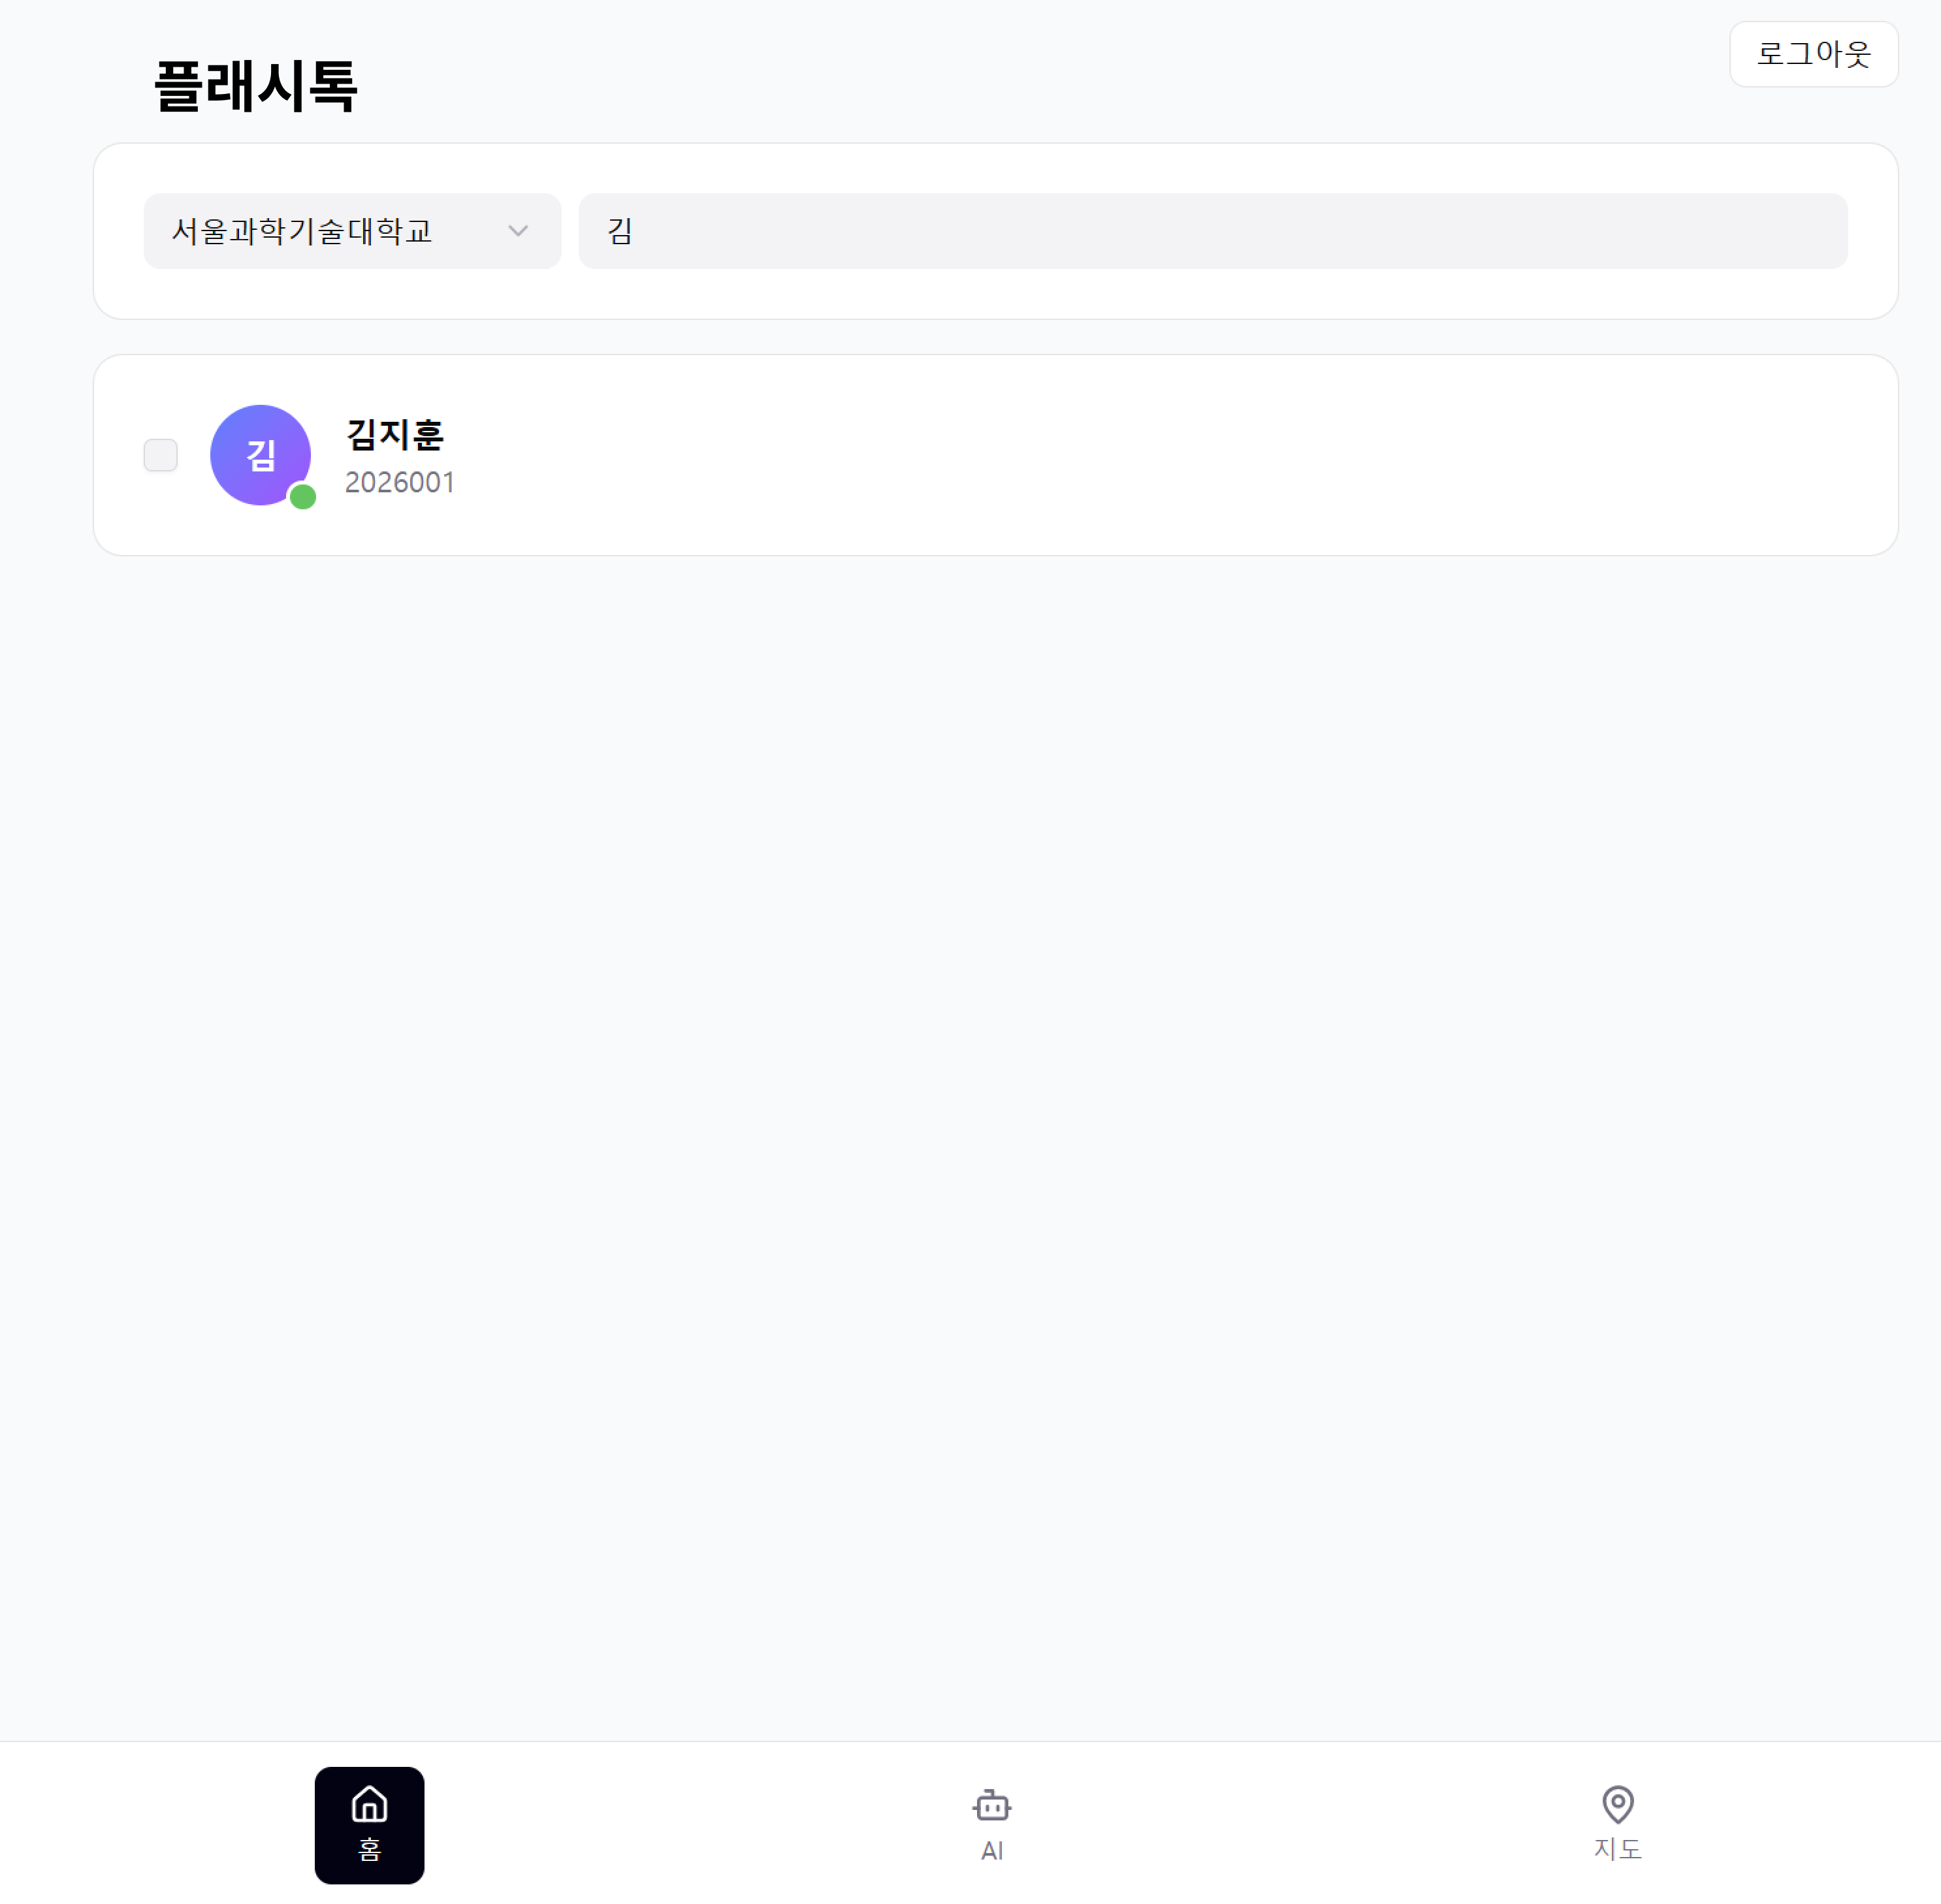 플래시톡
로그아웃
서울과학기술대학교
김
김
김지훈
2026001
홈
AI
지도